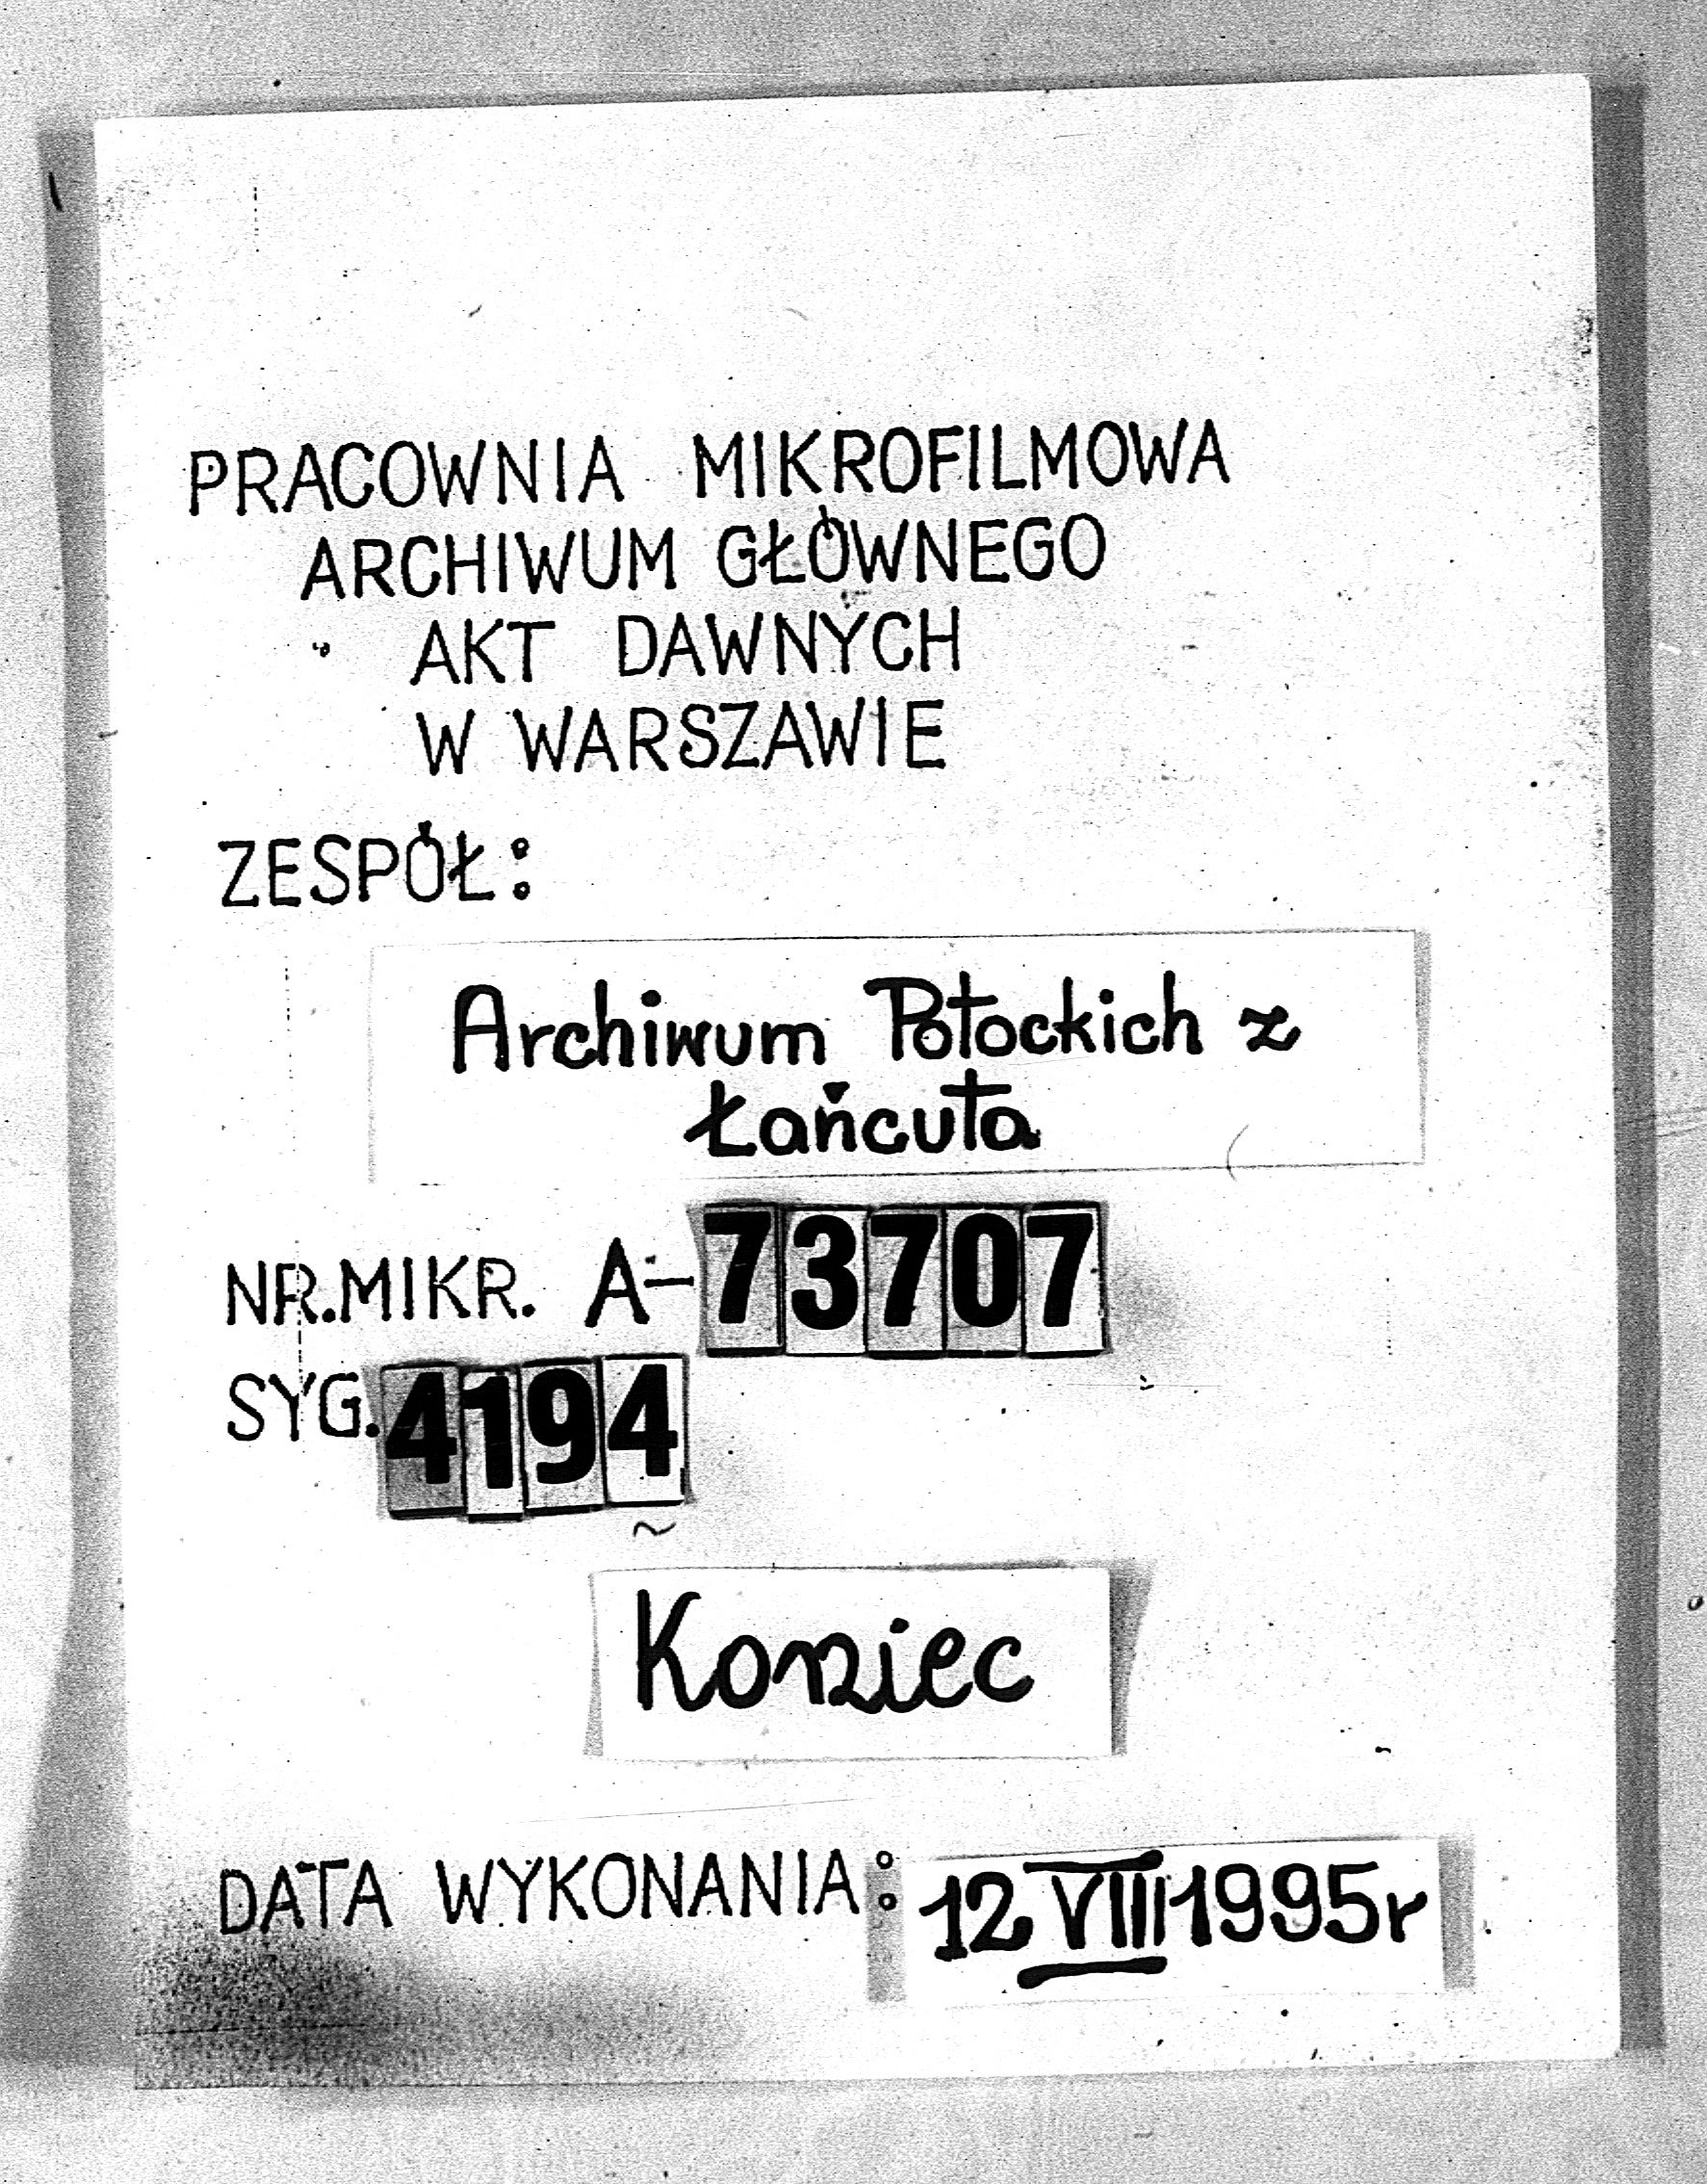 PRACOWNIA MIKROFILMOWA
ARCHIWUM GŁÓWNEGO
AKT DAWNYCH
W WARSZAWIE
ZESPÓŁ:
Archiwum Potockich z
Łańcuta
NR.MIKR. A-73707
SYG.4194
Koniec
DATA WYKONANIA: 12 VIII 1995r